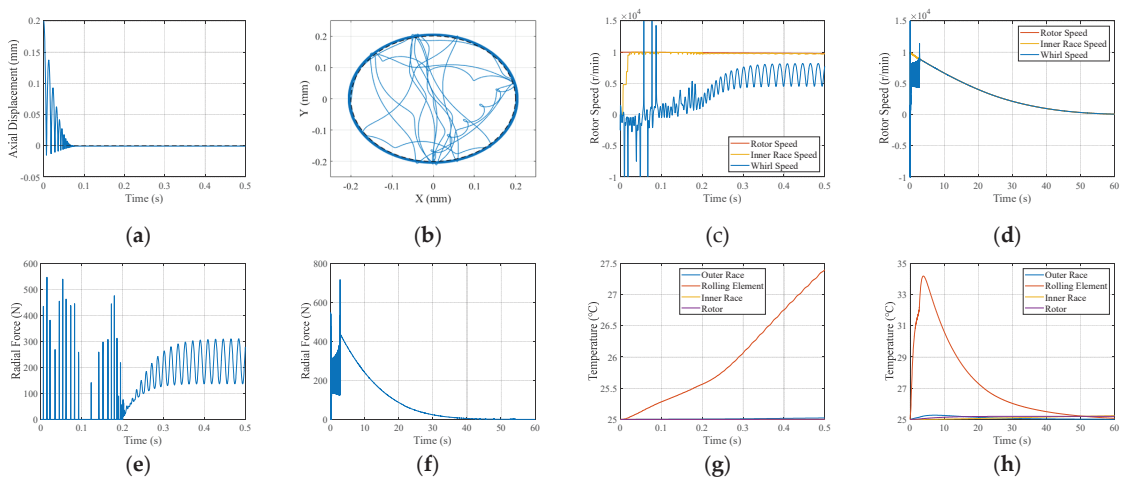 0.2
0.15
0.1
0.05
0
-0.05
Axial Displacement (mm)
0 0.1 0.2 0.3 0.4 0.5
Time (s)
(a)
0.2
0.1
0
-0.1
-0.2
Y (mm)
-0.2 -0.1 0 0.1 0.2
X (mm)
(b)
×10⁴
1.5
1
0.5
0
-0.5
-1
Rotor Speed (r/min)
Rotor Speed
Inner Race Speed
Whirl Speed
0 0.1 0.2 0.3 0.4 0.5
Time (s)
(c)
×10⁴
1.5
1
0.5
0
-0.5
-1
Rotor Speed (r/min)
Rotor Speed
Inner Race Speed
Whirl Speed
0 10 20 30 40 50 60
Time (s)
(d)
600
500
400
300
200
100
0
Radial Force (N)
0 0.1 0.2 0.3 0.4 0.5
Time (s)
(e)
800
600
400
200
0
Radial Force (N)
0 10 20 30 40 50 60
Time (s)
(f)
27.5
27
26.5
26
25.5
25
Temperature (°C)
Outer Race
Rolling Element
Inner Race
Rotor
0 0.1 0.2 0.3 0.4 0.5
Time (s)
(g)
35
33
31
29
27
25
Temperature (°C)
Outer Race
Rolling Element
Inner Race
Rotor
0 10 20 30 40 50 60
Time (s)
(h)